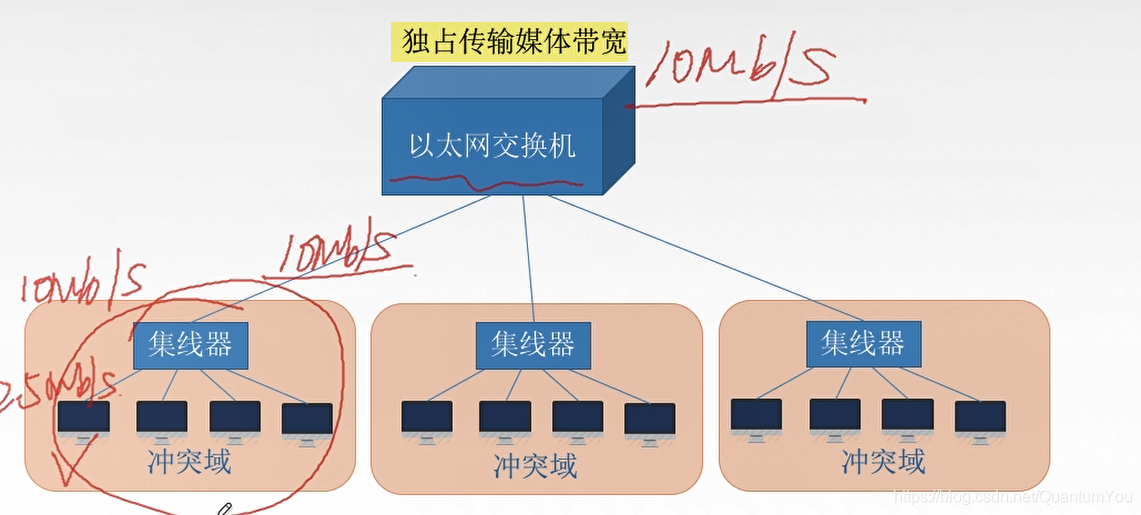 独占传输媒体带宽
10Mb/s
以太网交换机
10Mb/s
10Mb/s
集线器
集线器
集线器
2.5Mb/s
冲突域
冲突域
冲突域
https://blog.csdn.net/QuantumYou